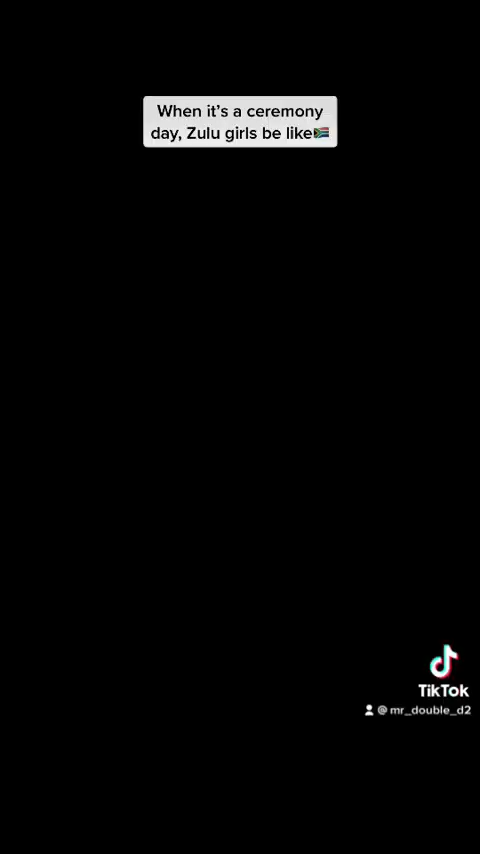 When it's a ceremony
day, Zulu girls be like🇿🇦
TikTok
@mr_double_d2